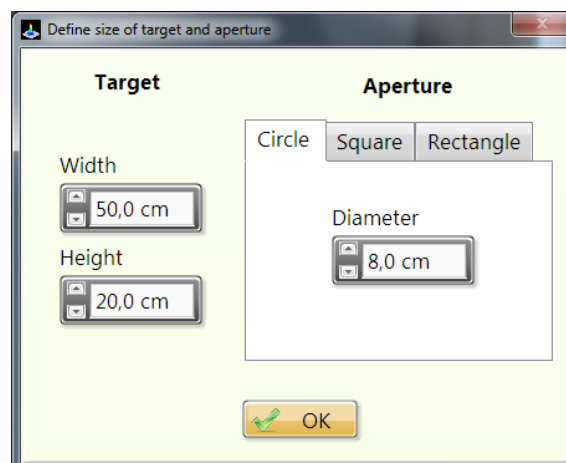 Define size of target and aperture
Target
Aperture
Circle
Square
Rectangle
Width
50,0 cm
Diameter
Height
8,0 cm
20,0 cm
OK